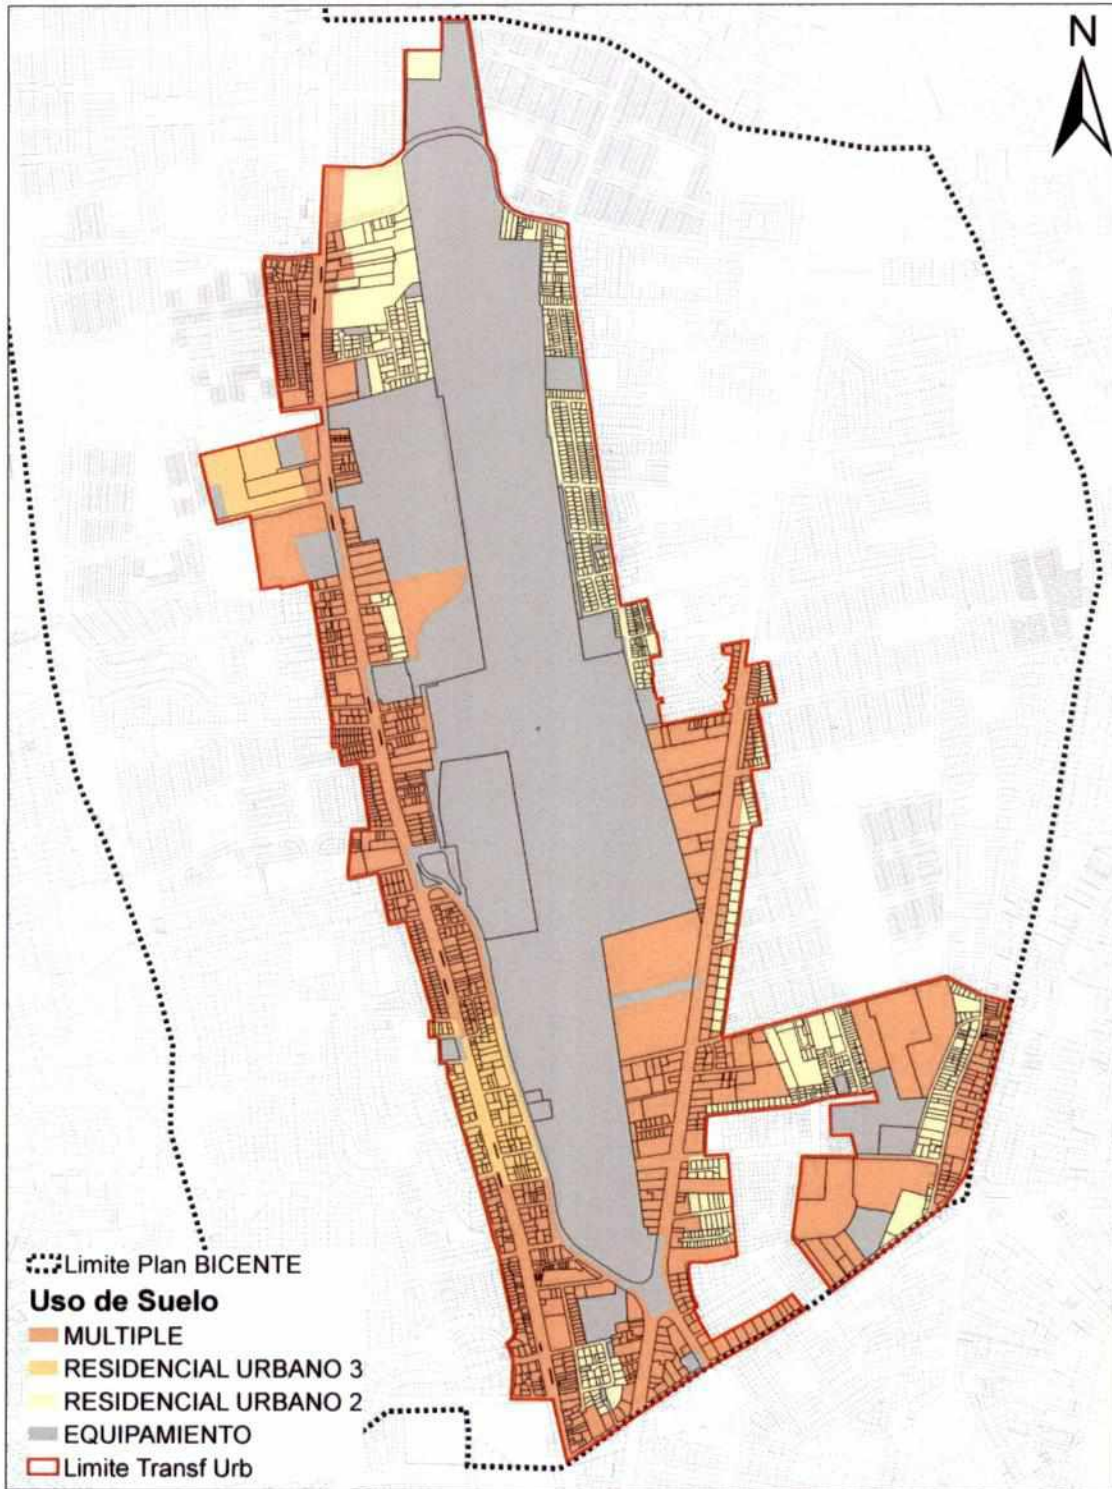 N
Limite Plan BICENTE
Uso de Suelo
MULTIPLE
RESIDENCIAL URBANO 3
RESIDENCIAL URBANO 2
EQUIPAMIENTO
Limite Transf Urb